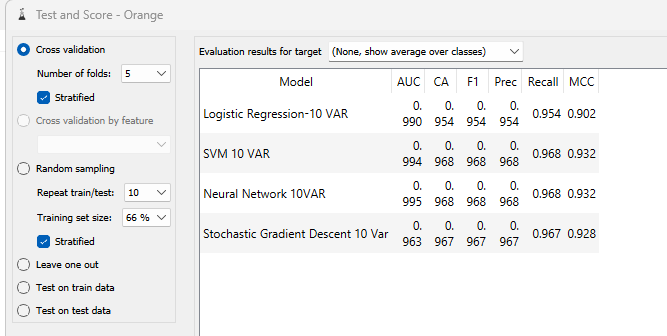 Test and Score - Orange
Cross validation
Number of folds: 5
Stratified
Cross validation by feature
Random sampling
Repeat train/test: 10
Training set size: 66 %
Stratified
Leave one out
Test on train data
Test on test data
Evaluation results for target (None, show average over classes)
Model AUC CA F1 Prec Recall MCC
Logistic Regression-10 VAR 0.990 0.954 0.954 0.954 0.954 0.902
SVM 10 VAR 0.994 0.968 0.968 0.968 0.968 0.932
Neural Network 10VAR 0.995 0.968 0.968 0.968 0.968 0.932
Stochastic Gradient Descent 10 Var 0.963 0.967 0.967 0.967 0.967 0.928